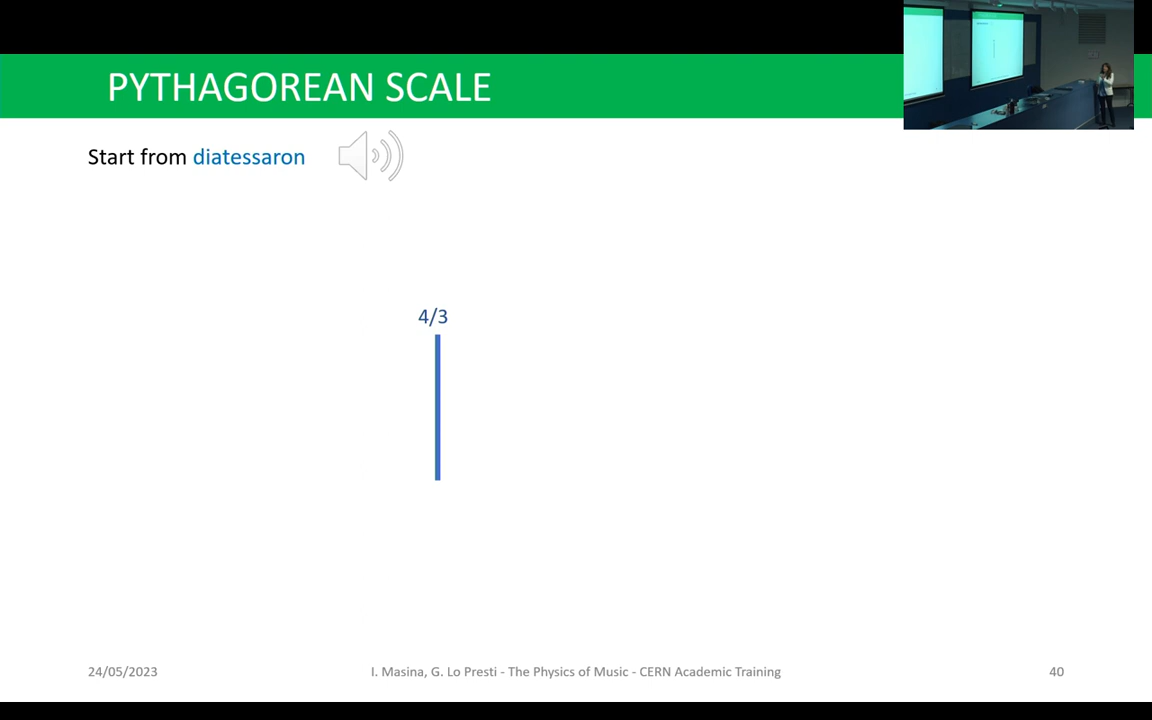 PYTHAGOREAN SCALE
Start from diatessaron
4/3
24/05/2023
I. Masina, G. Lo Presti - The Physics of Music - CERN Academic Training
40